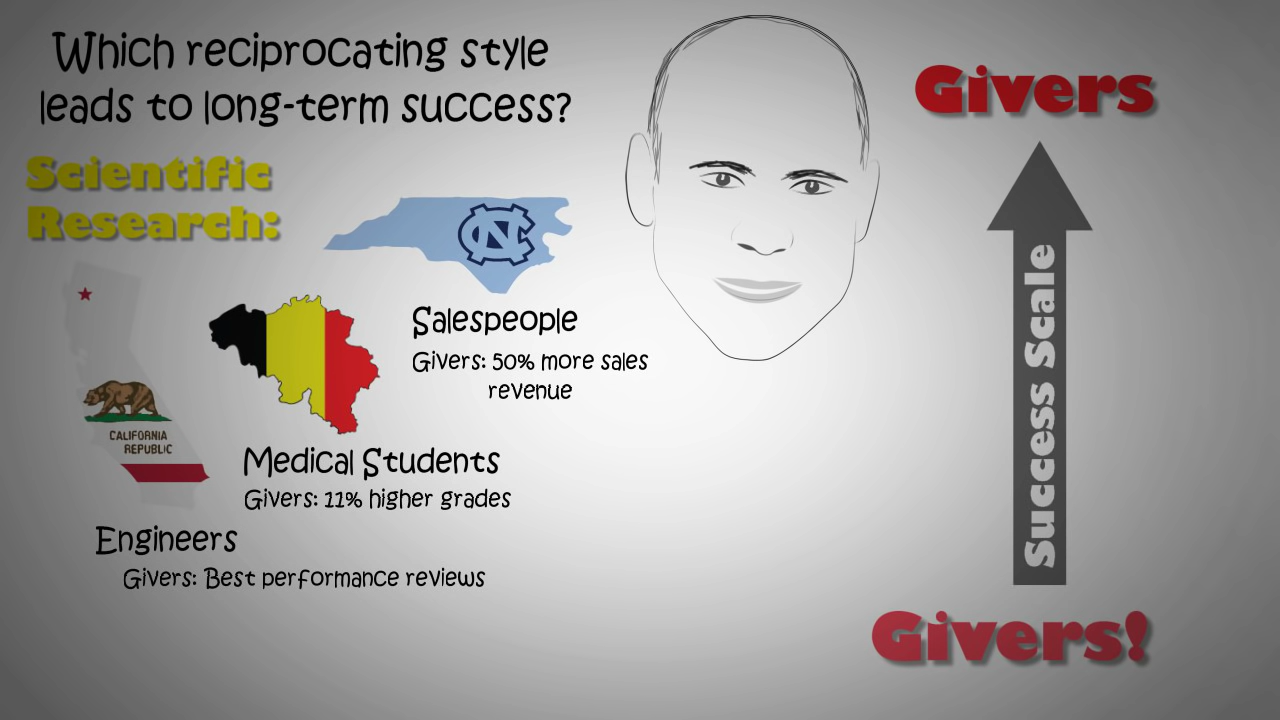 Which reciprocating style
leads to long-term success?
Scientific
Research:
NC
Salespeople
Givers: 50% more sales
revenue
CALIFORNIA
REPUBLIC
Medical Students
Givers: 11% higher grades
Engineers
Givers: Best performance reviews
Givers
Success Scale
Givers!